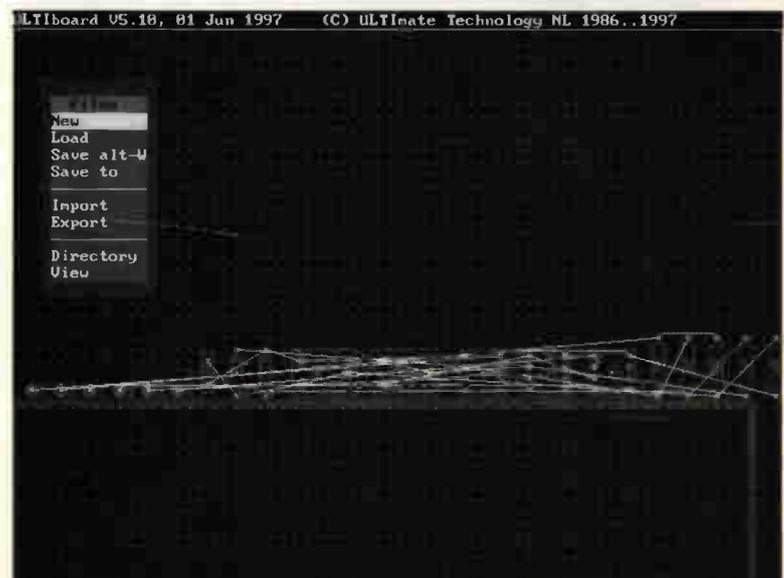 ULTIboard V5.10, 01 Jun 1997 (C) ULTImate Technology NL 1986..1997
Files
New
Load
Save alt-W
Save to
Import
Export
Directory
View